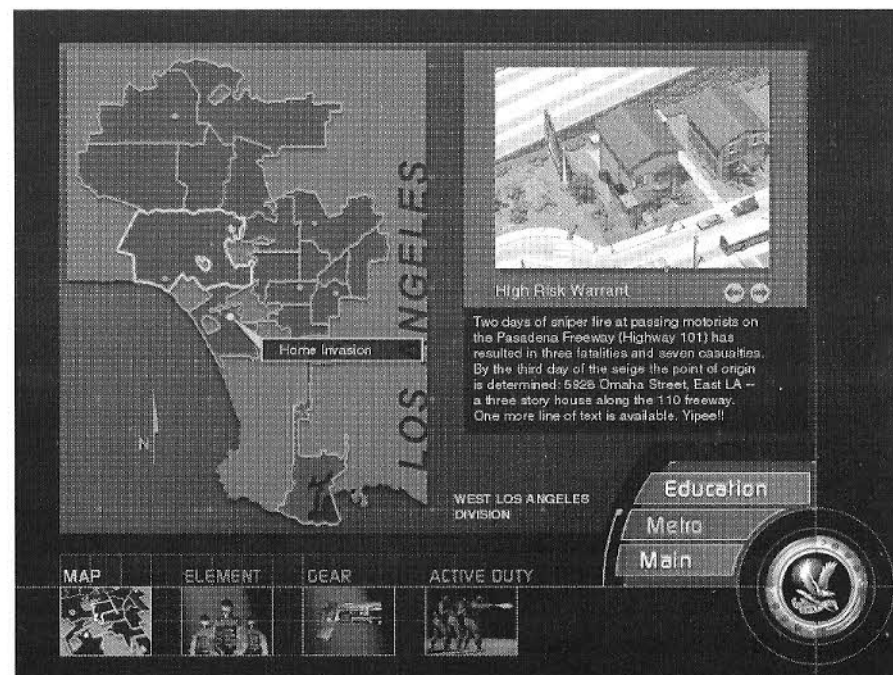 LOS ANGELES
Home Invasion
N
High Risk Warrant
Two days of sniper fire at passing motorists on
the Pasadena Freeway (Highway 101) has
resulted in three fatalities and seven casualties.
By the third day of the seige the point of origin
is determined: 5928 Omaha Street, East LA --
a three story house along the 110 freeway.
One more line of text is available. Yipee!!
WEST LOS ANGELES
DIVISION
Education
Metro
Main
MAP
ELEMENT
GEAR
ACTIVE DUTY